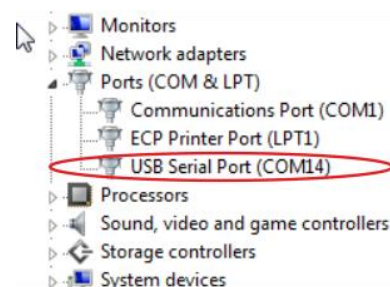 Monitors
Network adapters
Ports (COM & LPT)
Communications Port (COM1)
ECP Printer Port (LPT1)
USB Serial Port (COM14)
Processors
Sound, video and game controllers
Storage controllers
System devices